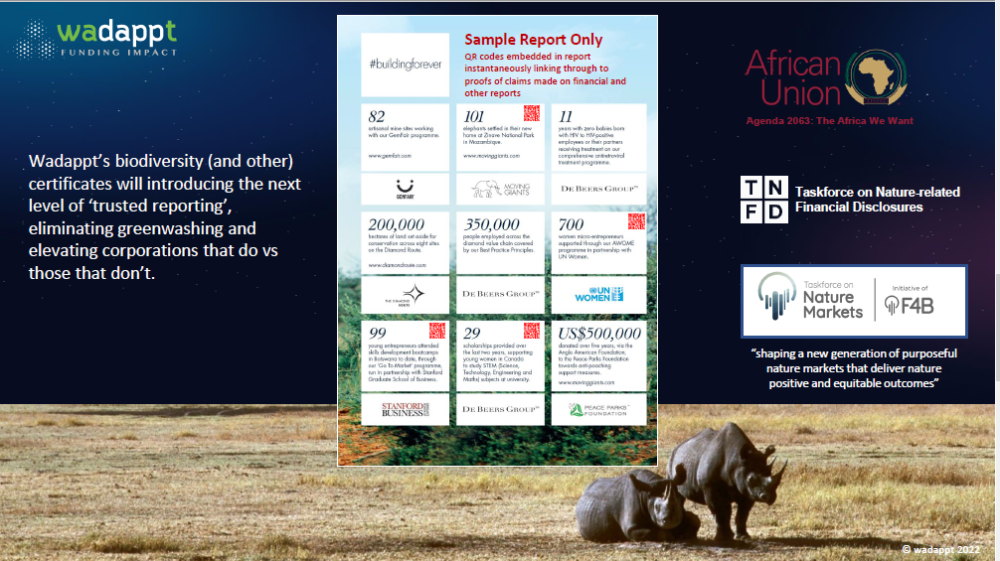 wadappt
FUNDING IMPACT
Wadappt's biodiversity (and other)
certificates will introducing the next
level of 'trusted reporting',
eliminating greenwashing and
elevating corporations that do vs
those that don't.
#buildingforever
Sample Report Only
QR codes embedded in report
instantaneously linking through to
proofs of claims made on financial and
other reports
82
artisanal mine sites working
with our GemFair programme.
www.gemfair.com
101
elephants settled in their new
home at Zinave National Park
in Mozambique.
www.movinggiants.com
11
years with zero babies born
with HIV to HIV-positive
employees or their partners
receiving treatment on our
comprehensive antiretroviral
treatment programme.
GEMFAIR
MOVING
GIANTS
DE BEERS GROUP™
200,000
hectares of land set aside for
conservation across eight sites
on the Diamond Route.
www.diamondroute.com
350,000
people employed across the
diamond value chain covered
by our Best Practice Principles.
700
women micro-entrepreneurs
supported through our AWOME
programme in partnership with
UN Women.
THE DIAMOND
ROUTE
DE BEERS GROUP™
UN
WOMEN
99
young entrepreneurs attended
skills development bootcamps
in Botswana to date, through
our 'Go To Market' programme,
run in partnership with Stanford
Graduate School of Business.
29
scholarships provided over
the last two years, supporting
young women in Canada
to study STEM (Science,
Technology, Engineering and
Maths) subjects at university.
US$500,000
donated over five years, via the
Anglo American Foundation,
to the Peace Parks Foundation
towards anti-poaching
support measures.
www.movinggiants.com
STANFORD
BUSINESS
DE BEERS GROUP™
PEACE PARKS
FOUNDATION
African
Union
Agenda 2063: The Africa We Want
TN
FD
Taskforce on Nature-related
Financial Disclosures
Taskforce on
Nature
Markets
Initiative of
F4B
“shaping a new generation of purposeful
nature markets that deliver nature
positive and equitable outcomes”
© wadappt 2022